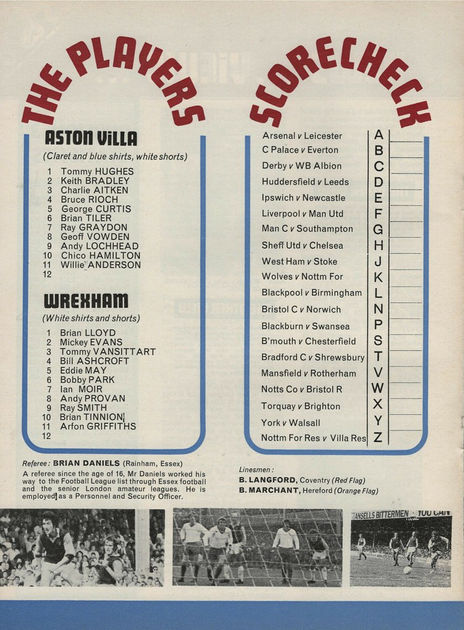 THE PLAYERS
ASTON VILLA
(Claret and blue shirts, white shorts)
1 Tommy HUGHES
2 Keith BRADLEY
3 Charlie AITKEN
4 Bruce RIOCH
5 George CURTIS
6 Brian TILER
7 Ray GRAYDON
8 Geoff VOWDEN
9 Andy LOCHHEAD
10 Chico HAMILTON
11 Willie ANDERSON
12
WREXHAM
(White shirts and shorts)
1 Brian LLOYD
2 Mickey EVANS
3 Tommy VANSITTART
4 Bill ASHCROFT
5 Eddie MAY
6 Bobby PARK
7 Ian MOIR
8 Andy PROVAN
9 Ray SMITH
10 Brian TINNION
11 Arfon GRIFFITHS
12
Referee: BRIAN DANIELS (Rainham, Essex)
A referee since the age of 16, Mr Daniels worked his
way to the Football League list through Essex football
and the senior London amateur leagues. He is
employed as a Personnel and Security Officer.
SCORECHECK
Arsenal v Leicester A
C Palace v Everton B
Derby v WB Albion C
Huddersfield v Leeds D
Ipswich v Newcastle E
Liverpool v Man Utd F
Man C v Southampton G
Sheff Utd v Chelsea H
West Ham v Stoke J
Wolves v Nottm For K
Blackpool v Birmingham L
Bristol C v Norwich N
Blackburn v Swansea P
B'mouth v Chesterfield S
Bradford C v Shrewsbury T
Mansfield v Rotherham V
Notts Co v Bristol R W
Torquay v Brighton X
York v Walsall Y
Nottm For Res v Villa Res Z
Linesmen:
B. LANGFORD, Coventry (Red Flag)
B. MARCHANT, Hereford (Orange Flag)
ANSELLS BITTERMEN YOU CAN